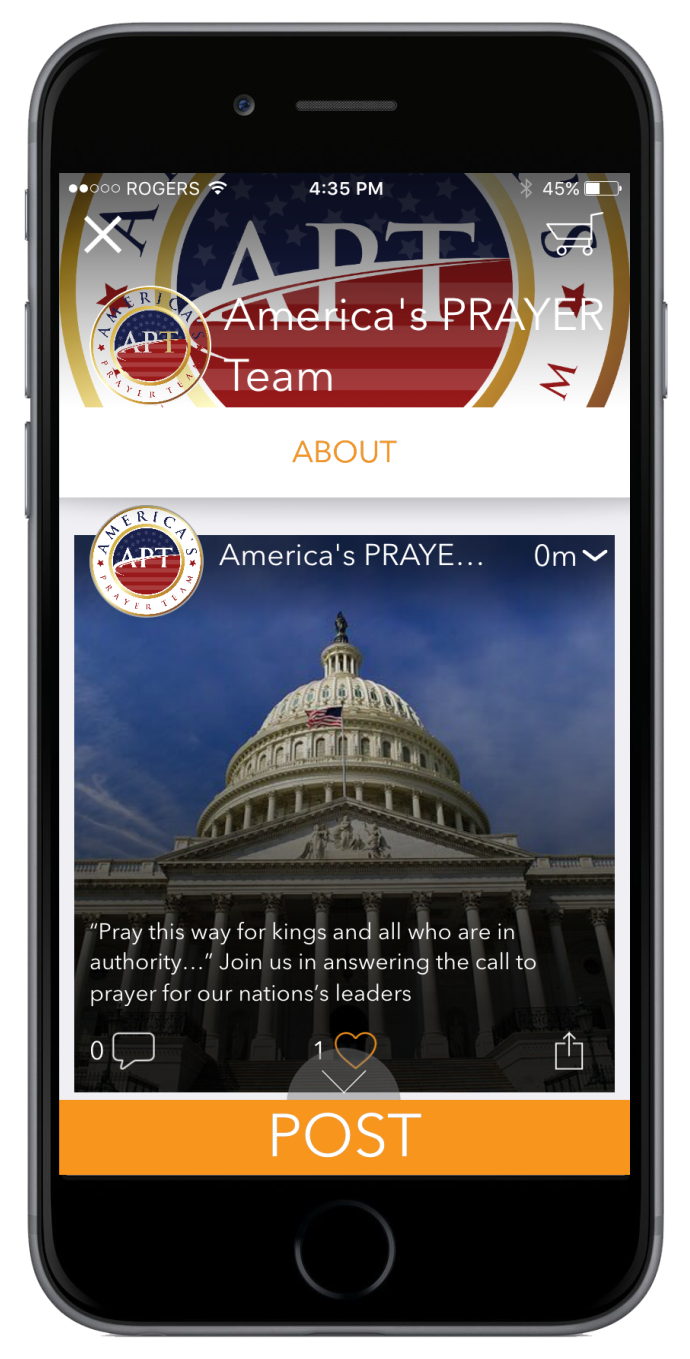 ROGERS 4:35 PM 45%
APT
AMERICA'S
APT
PRAYER TEAM
America's PRAYER
Team
ABOUT
AMERICA'S
APT
PRAYER TEAM
America's PRAYE... 0m
“Pray this way for kings and all who are in
authority...” Join us in answering the call to
prayer for our nations’s leaders
0 1
POST